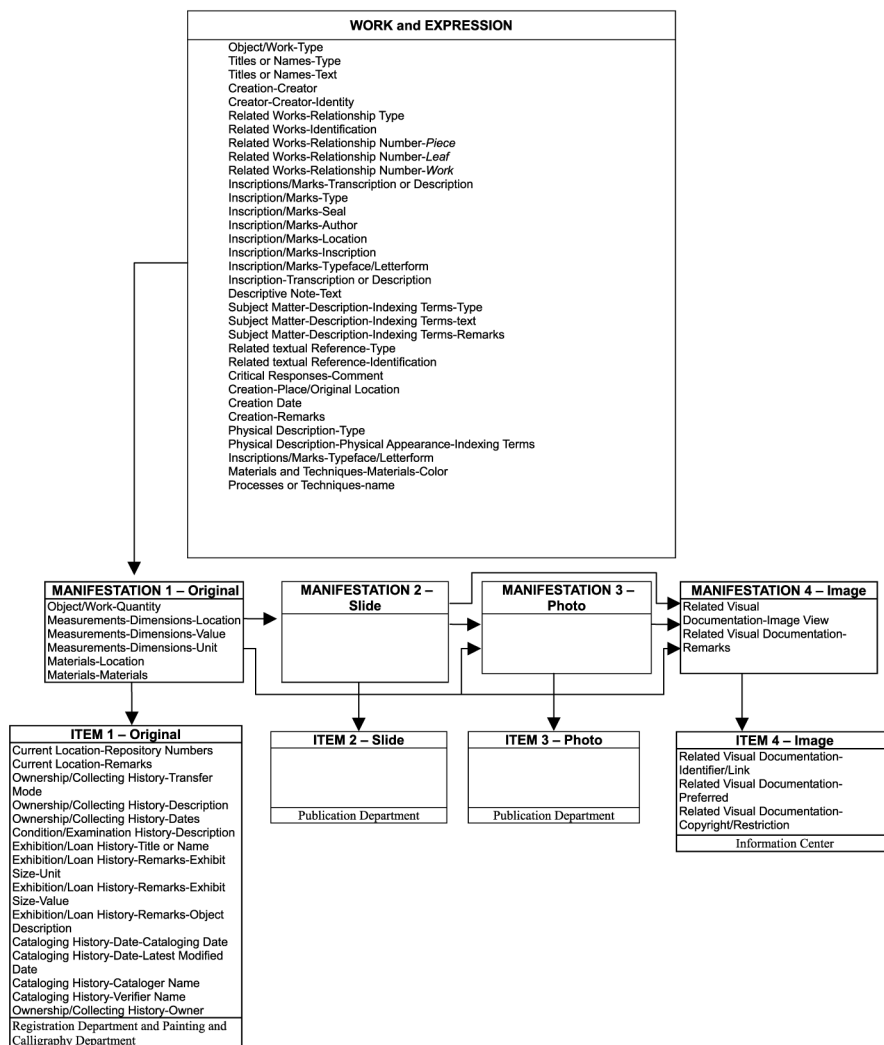 WORK and EXPRESSION
Object/Work-Type
Titles or Names-Type
Titles or Names-Text
Creation-Creator
Creator-Creator-Identity
Related Works-Relationship Type
Related Works-Identification
Related Works-Relationship Number-Piece
Related Works-Relationship Number-Leaf
Related Works-Relationship Number-Work
Inscriptions/Marks-Transcription or Description
Inscription/Marks-Type
Inscription/Marks-Seal
Inscription/Marks-Author
Inscription/Marks-Location
Inscription/Marks-Inscription
Inscription/Marks-Typeface/Letterform
Inscription-Transcription or Description
Descriptive Note-Text
Subject Matter-Description-Indexing Terms-Type
Subject Matter-Description-Indexing Terms-text
Subject Matter-Description-Indexing Terms-Remarks
Related textual Reference-Type
Related textual Reference-Identification
Critical Responses-Comment
Creation-Place/Original Location
Creation Date
Creation-Remarks
Physical Description-Type
Physical Description-Physical Appearance-Indexing Terms
Inscriptions/Marks-Typeface/Letterform
Materials and Techniques-Materials-Color
Processes or Techniques-name
MANIFESTATION 1 – Original
Object/Work-Quantity
Measurements-Dimensions-Location
Measurements-Dimensions-Value
Measurements-Dimensions-Unit
Materials-Location
Materials-Materials
MANIFESTATION 2 –
Slide
MANIFESTATION 3 –
Photo
MANIFESTATION 4 – Image
Related Visual
Documentation-Image View
Related Visual Documentation-
Remarks
ITEM 1 – Original
Current Location-Repository Numbers
Current Location-Remarks
Ownership/Collecting History-Transfer
Mode
Ownership/Collecting History-Description
Ownership/Collecting History-Dates
Condition/Examination History-Description
Exhibition/Loan History-Title or Name
Exhibition/Loan History-Remarks-Exhibit
Size-Unit
Exhibition/Loan History-Remarks-Exhibit
Size-Value
Exhibition/Loan History-Remarks-Object
Description
Cataloging History-Date-Cataloging Date
Cataloging History-Date-Latest Modified
Date
Cataloging History-Cataloger Name
Cataloging History-Verifier Name
Ownership/Collecting History-Owner
Registration Department and Painting and
Calligraphy Department
ITEM 2 – Slide
Publication Department
ITEM 3 – Photo
Publication Department
ITEM 4 – Image
Related Visual Documentation-
Identifier/Link
Related Visual Documentation-
Preferred
Related Visual Documentation-
Copyright/Restriction
Information Center